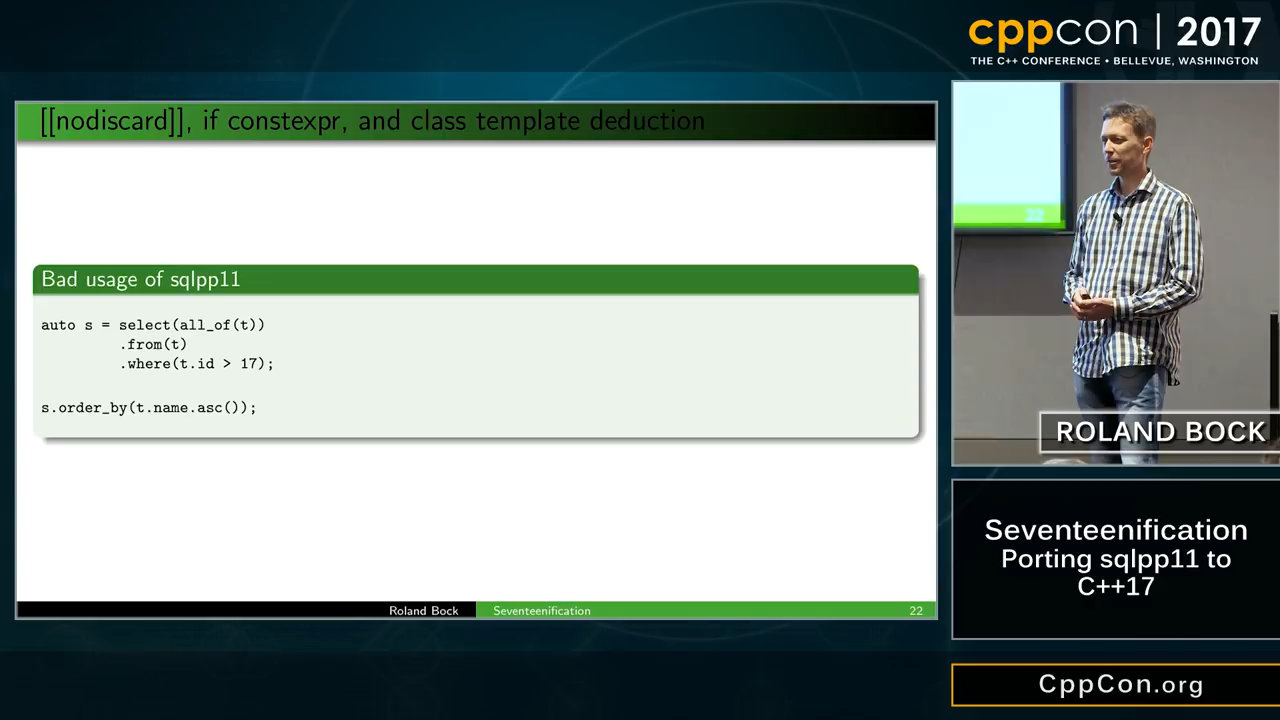 cppcon | 2017
THE C++ CONFERENCE • BELLEVUE, WASHINGTON
[[nodiscard]], if constexpr, and class template deduction
Bad usage of sqlpp11
auto s = select(all_of(t))
.from(t)
.where(t.id > 17);
s.order_by(t.name.asc());
Roland Bock
Seventeenification
22
22
ROLAND BOCK
Seventeenification
Porting sqlpp11 to
C++17
CppCon.org